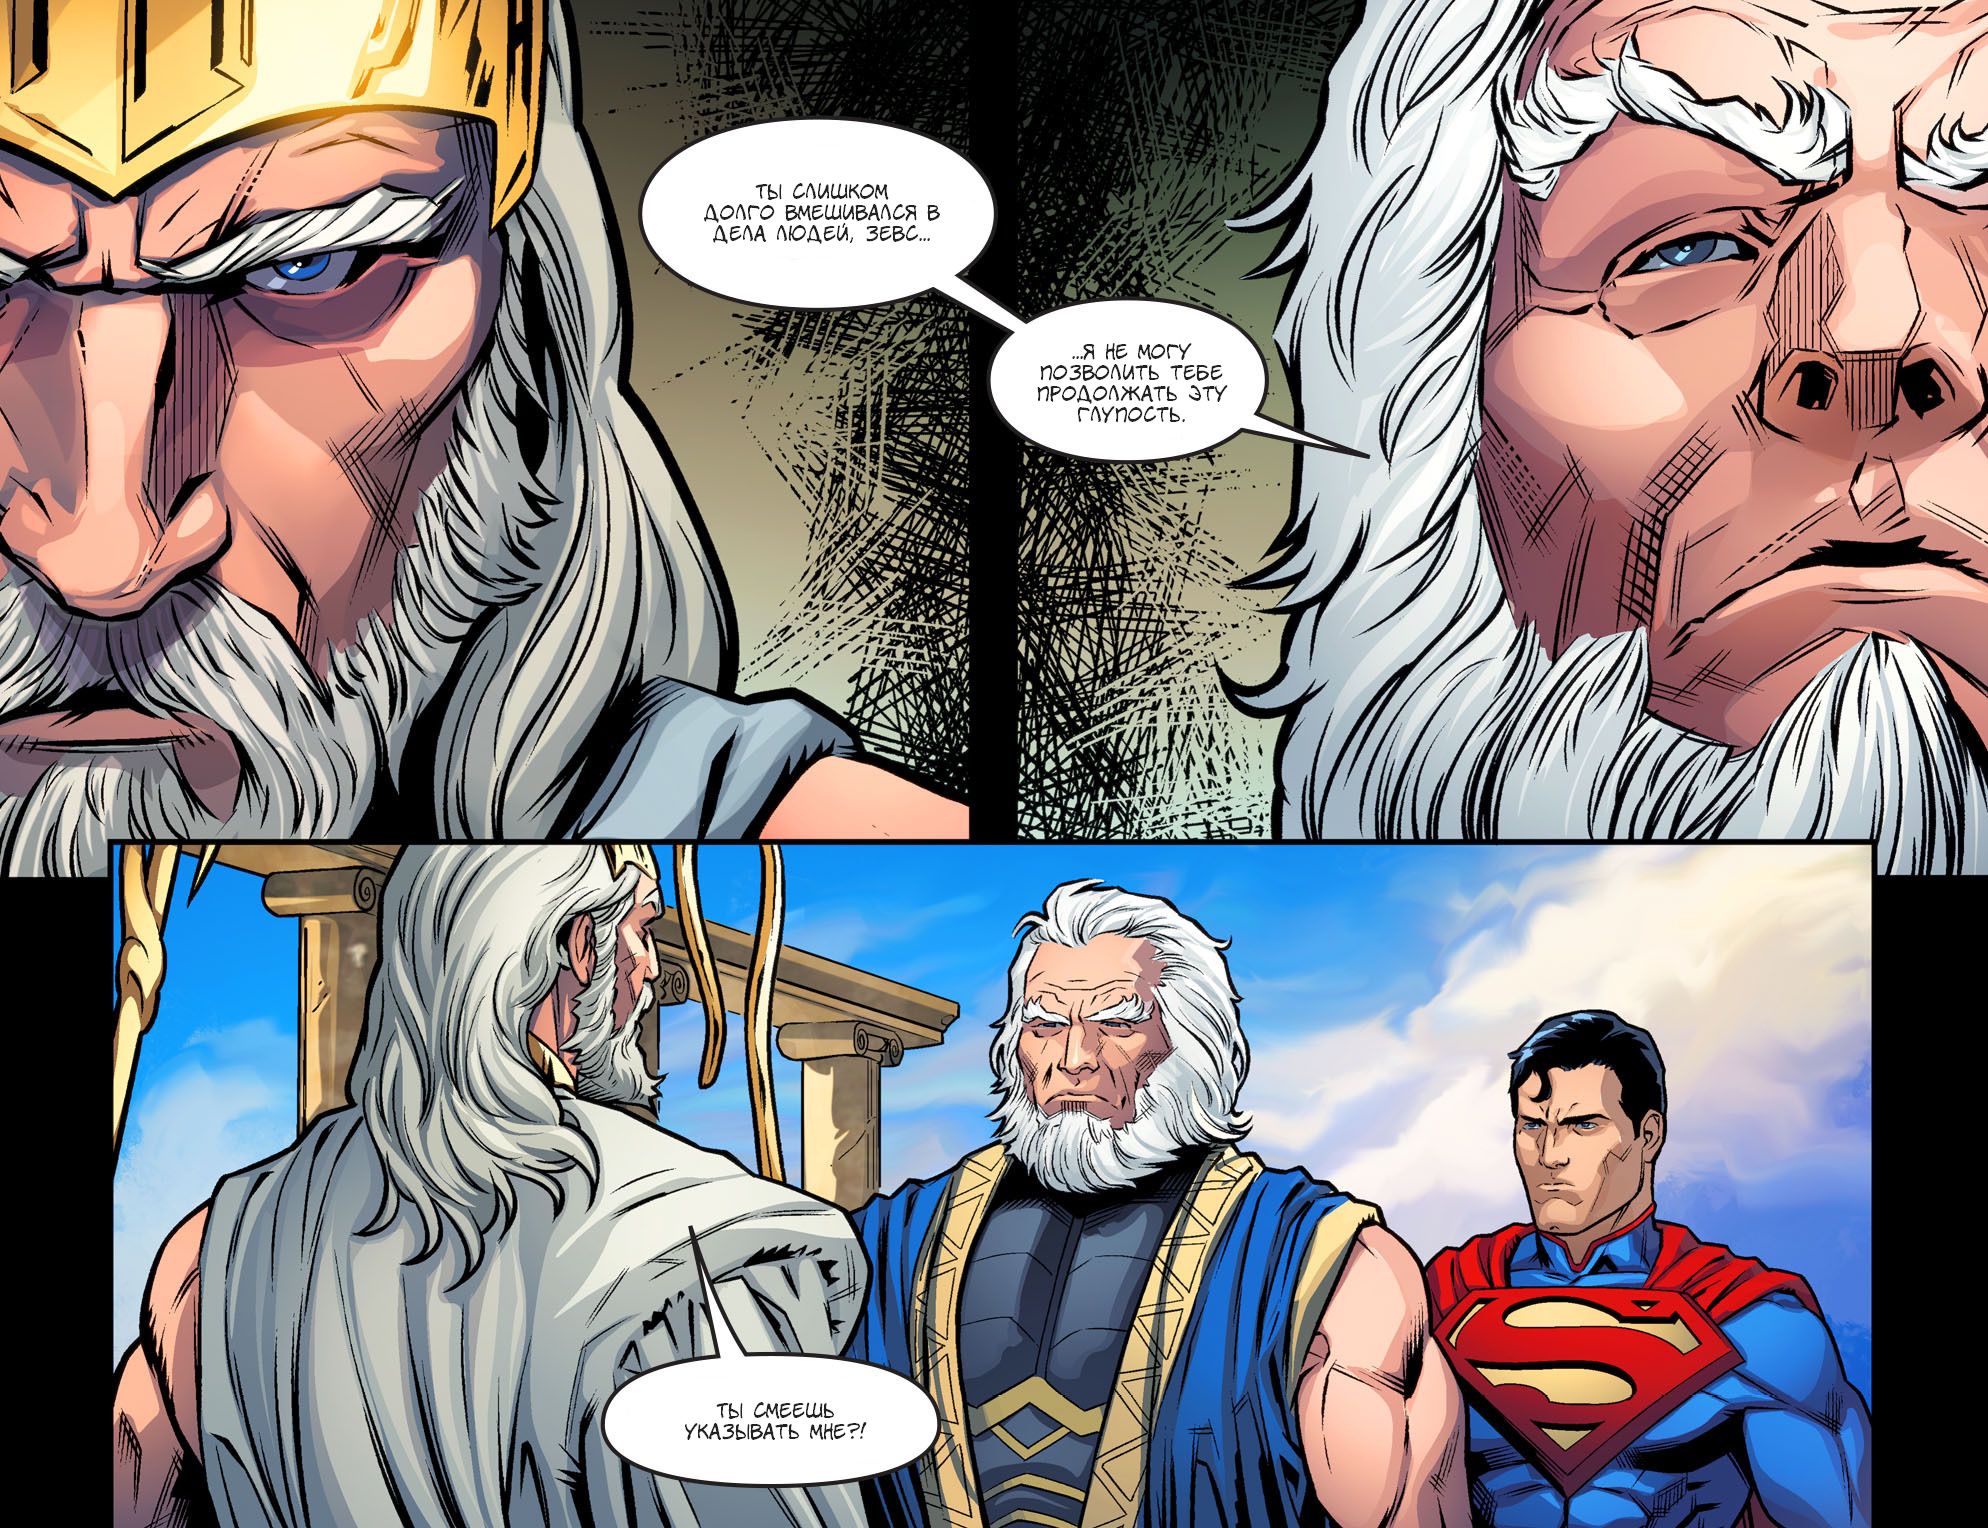 ТЫ СЛИШКОМ
ДОЛГО ВМЕШИВАЛСЯ В
ДЕЛА ЛЮДЕЙ, ЗЕВС...
...Я НЕ МОГУ
ПОЗВОЛИТЬ ТЕБЕ
ПРОДОЛЖАТЬ ЭТУ
ГЛУПОСТЬ.
ТЫ СМЕЕШЬ
УКАЗЫВАТЬ МНЕ?!
S